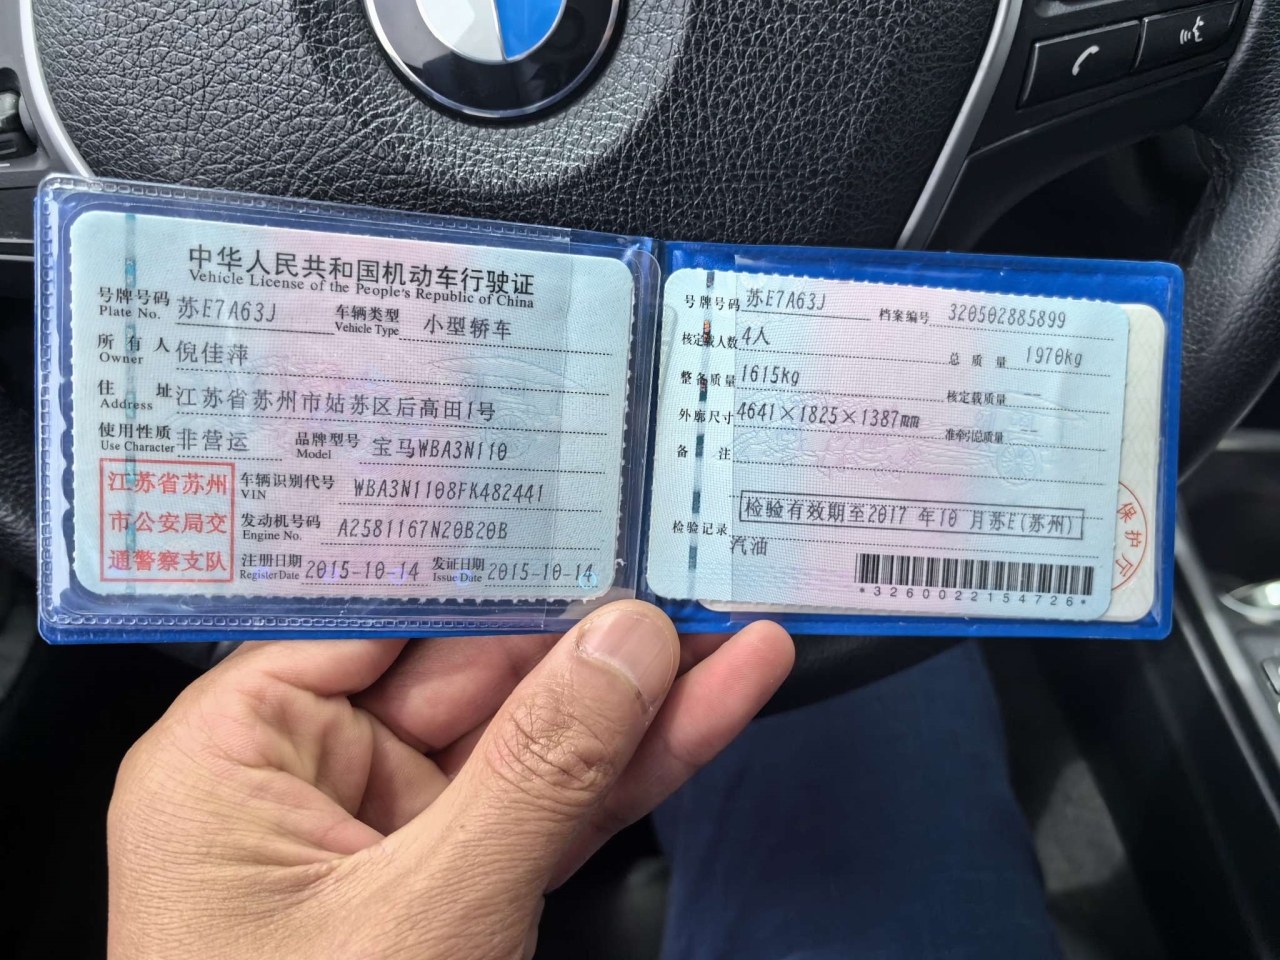 中华人民共和国机动车行驶证
Vehicle License of the People's Republic of China
号牌号码 苏E7A63J 车辆类型 小型轿车
Plate No. Vehicle Type
所有人 倪佳萍
Owner
住址 江苏省苏州市姑苏区后高田1号
Address
使用性质 非营运 品牌型号 宝马WBA3N110
Use Character Model
江苏省苏州
市公安局交
通警察支队
车辆识别代号 WBA3N1108FK482441
VIN
发动机号码 A2581167N20B20B
Engine No.
注册日期 2015-10-14 发证日期 2015-10-14
Register Date Issue Date
号牌号码 苏E7A63J 档案编号 320502885899
核定载人数 4人 总质量 1970kg
整备质量 1615kg 核定载质量 —
外廓尺寸 4641×1825×1387mm 准牵引总质量 —
备注
检验有效期至2017年10月苏E(苏州)
检验记录
汽油
*3260022154726*
保护厅